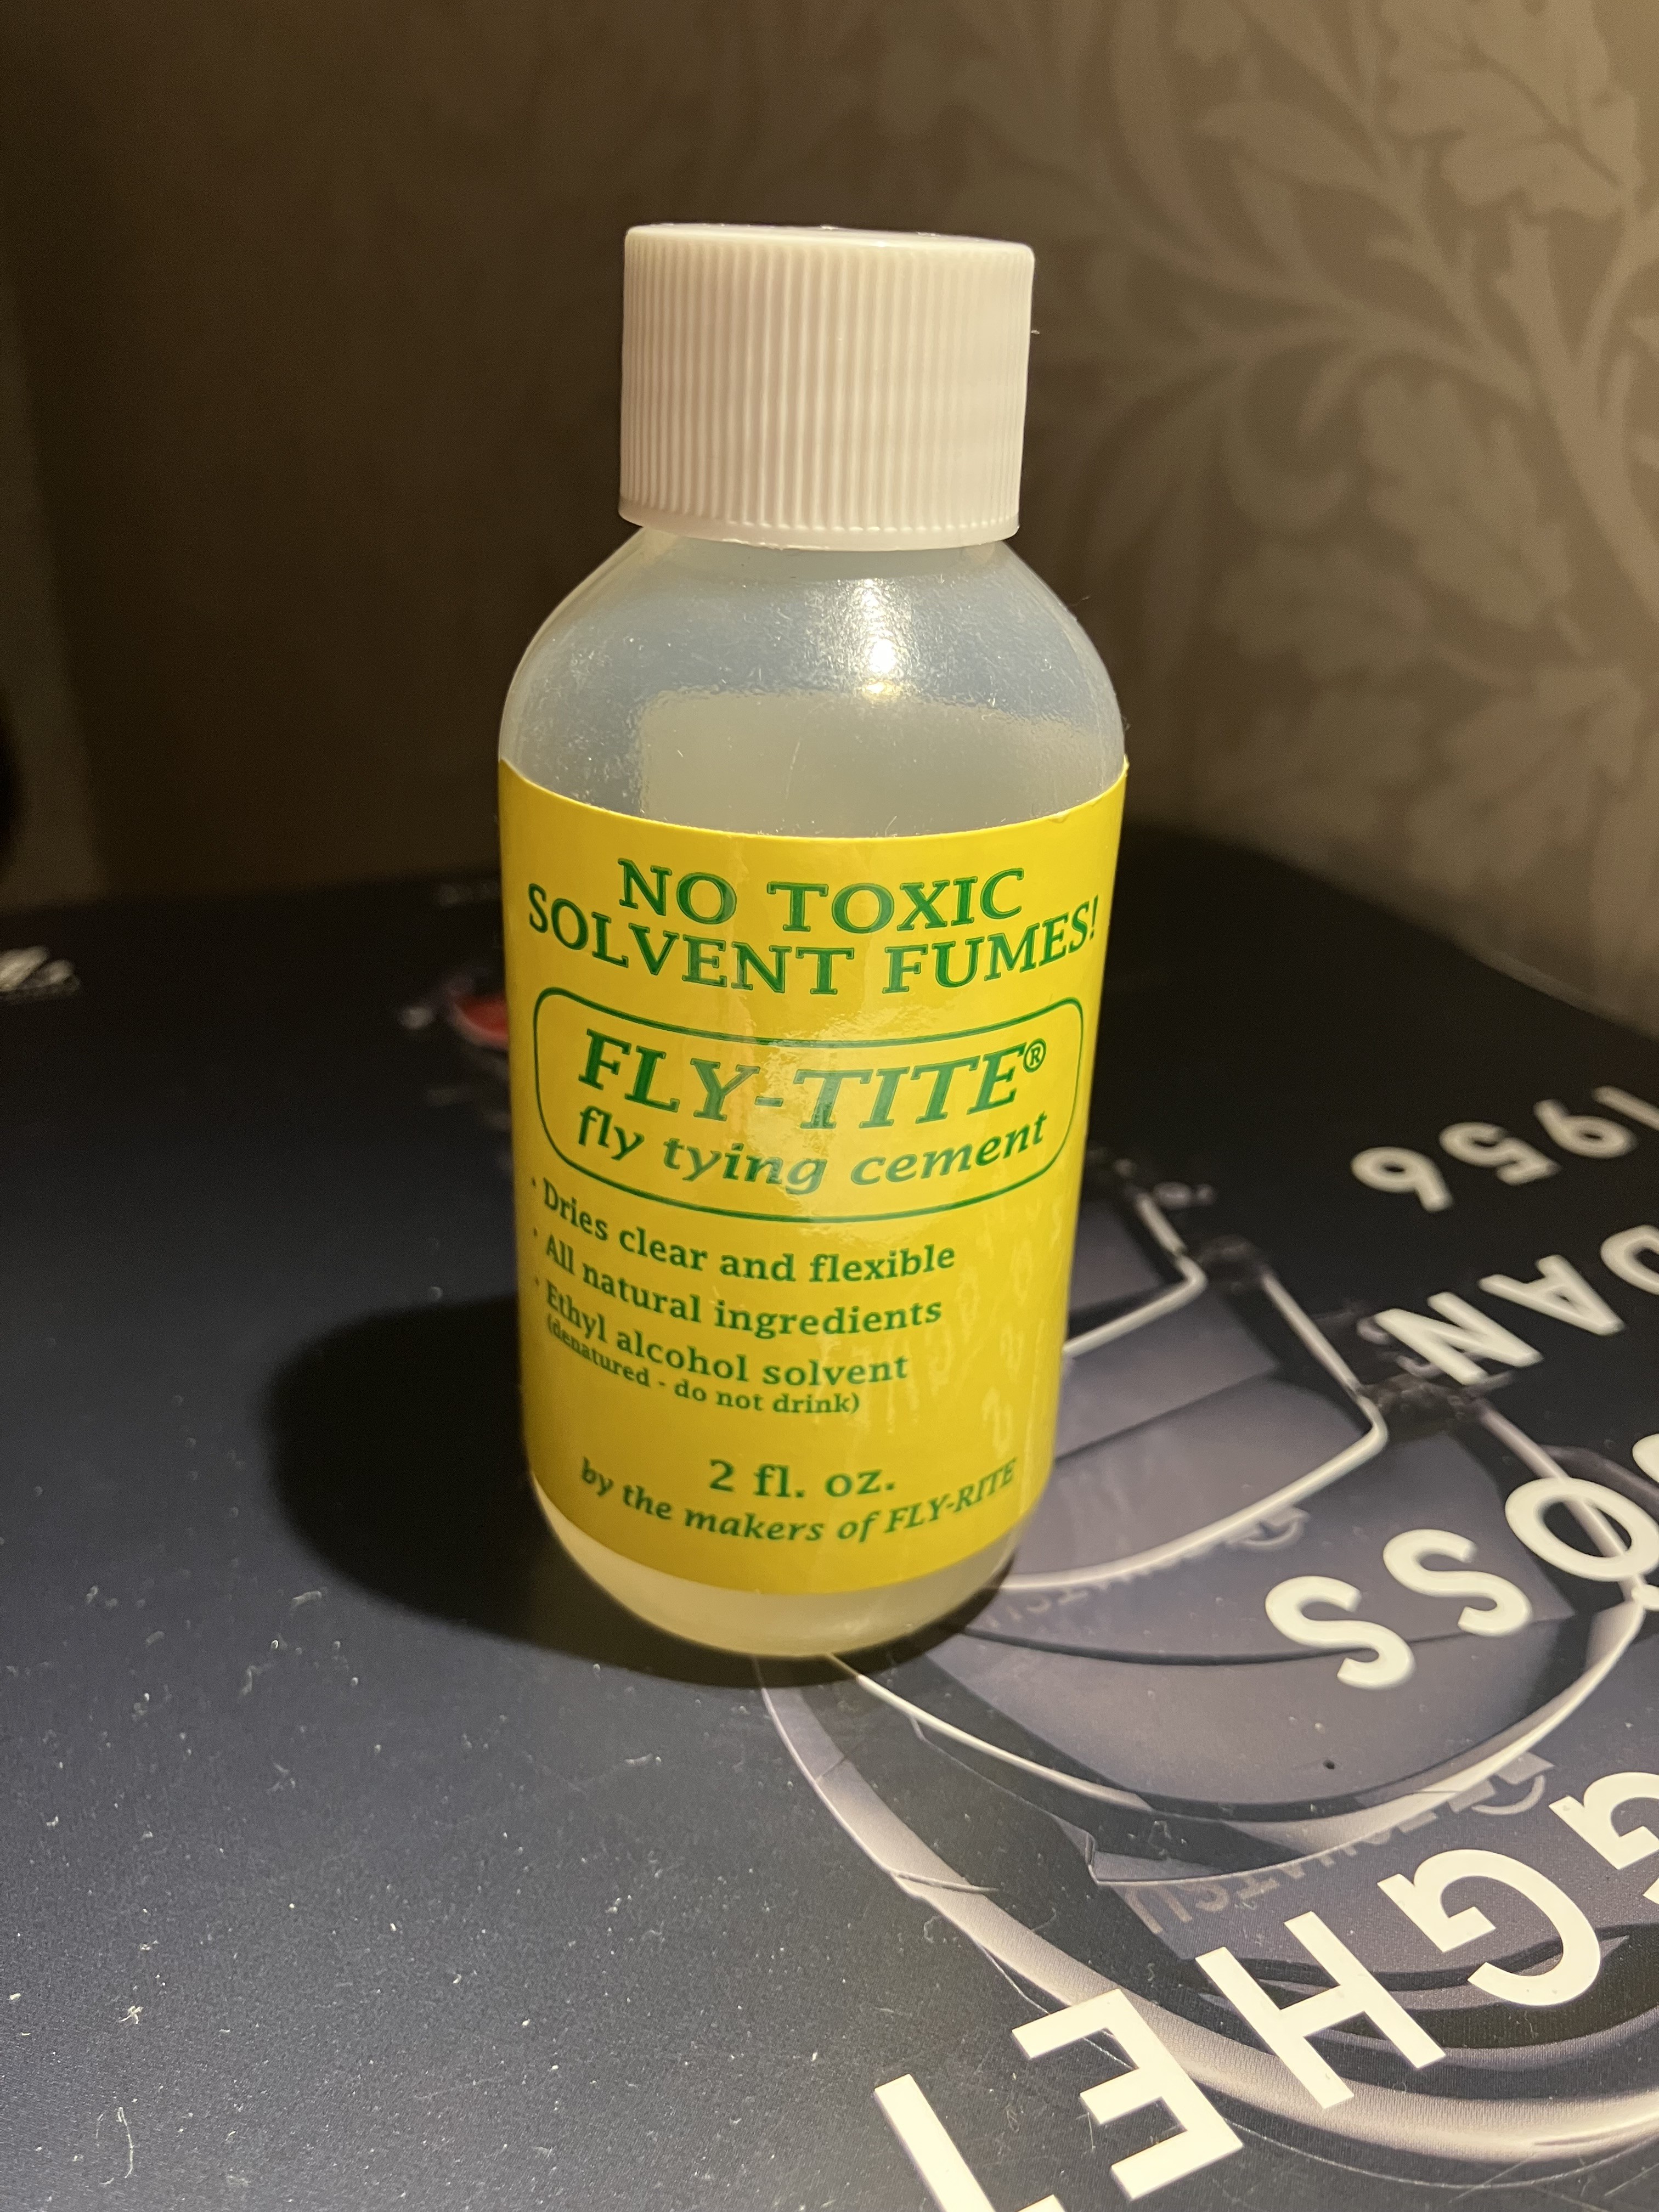 NO TOXIC
SOLVENT FUMES!
FLY-TITE®
fly tying cement
· Dries clear and flexible
· All natural ingredients
· Ethyl alcohol solvent
(denatured - do not drink)
2 fl. oz.
by the makers of FLY-RITE
1956